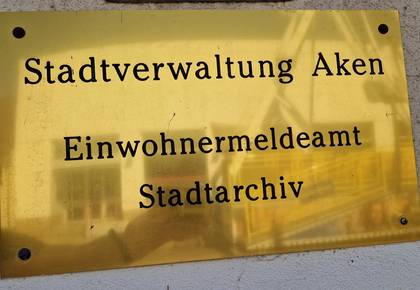 Stadtverwaltung Aken
Einwohnermeldeamt
Stadtarchiv